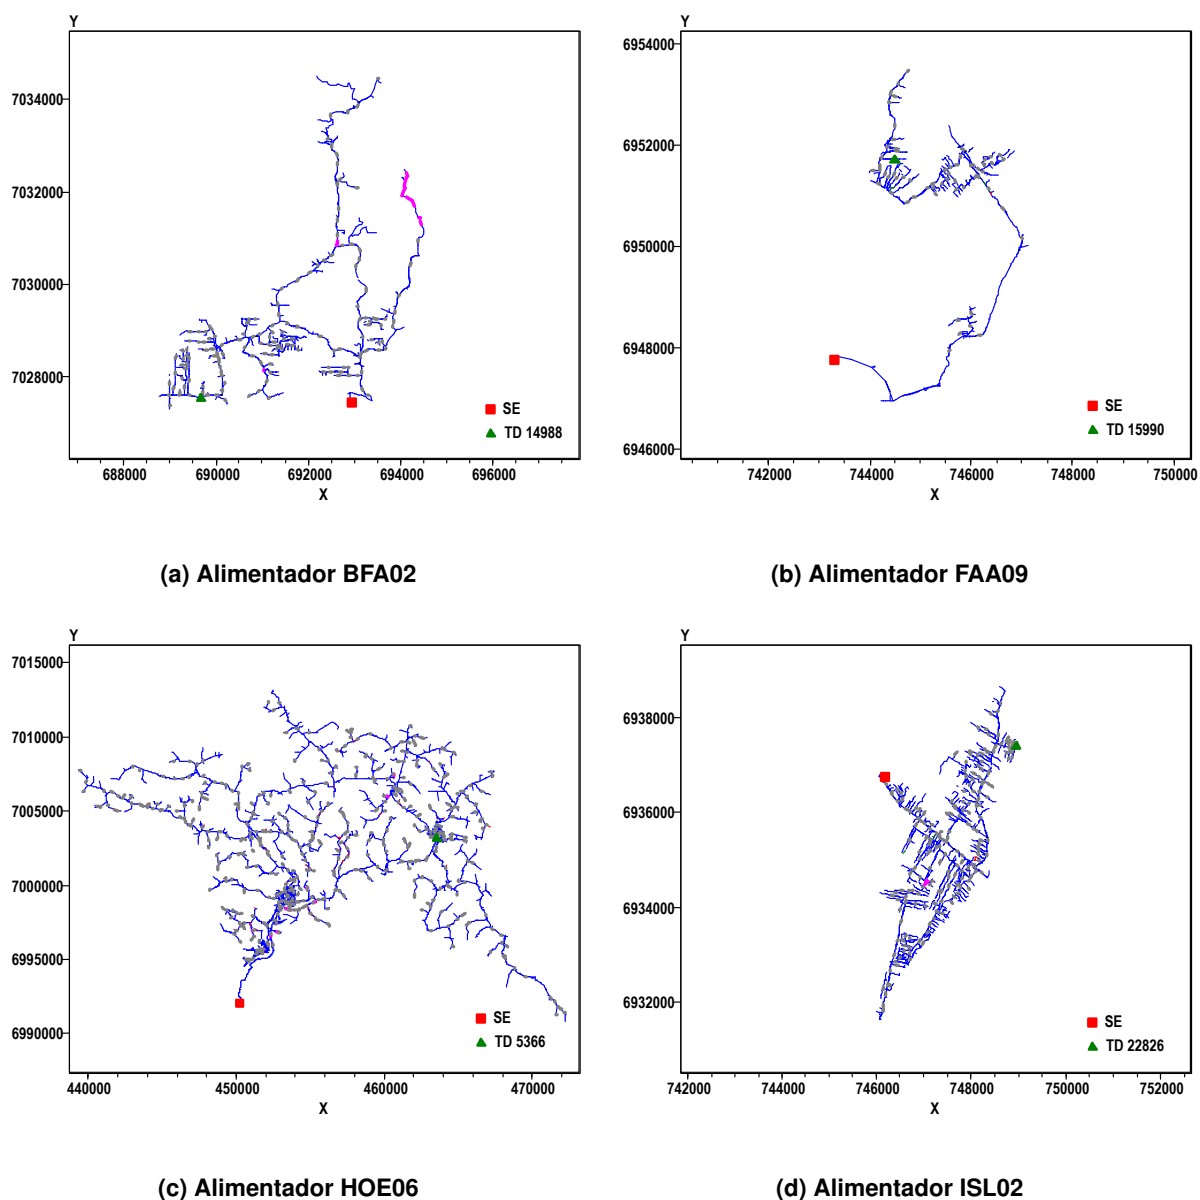 Y
7034000
7032000
7030000
7028000
688000 690000 692000 694000 696000
X
SE
TD 14988
(a) Alimentador BFA02
Y
6954000
6952000
6950000
6948000
6946000
742000 744000 746000 748000 750000
X
SE
TD 15990
(b) Alimentador FAA09
Y
7015000
7010000
7005000
7000000
6995000
6990000
440000 450000 460000 470000
X
SE
TD 5366
(c) Alimentador HOE06
Y
6938000
6936000
6934000
6932000
742000 744000 746000 748000 750000 752000
X
SE
TD 22826
(d) Alimentador ISL02